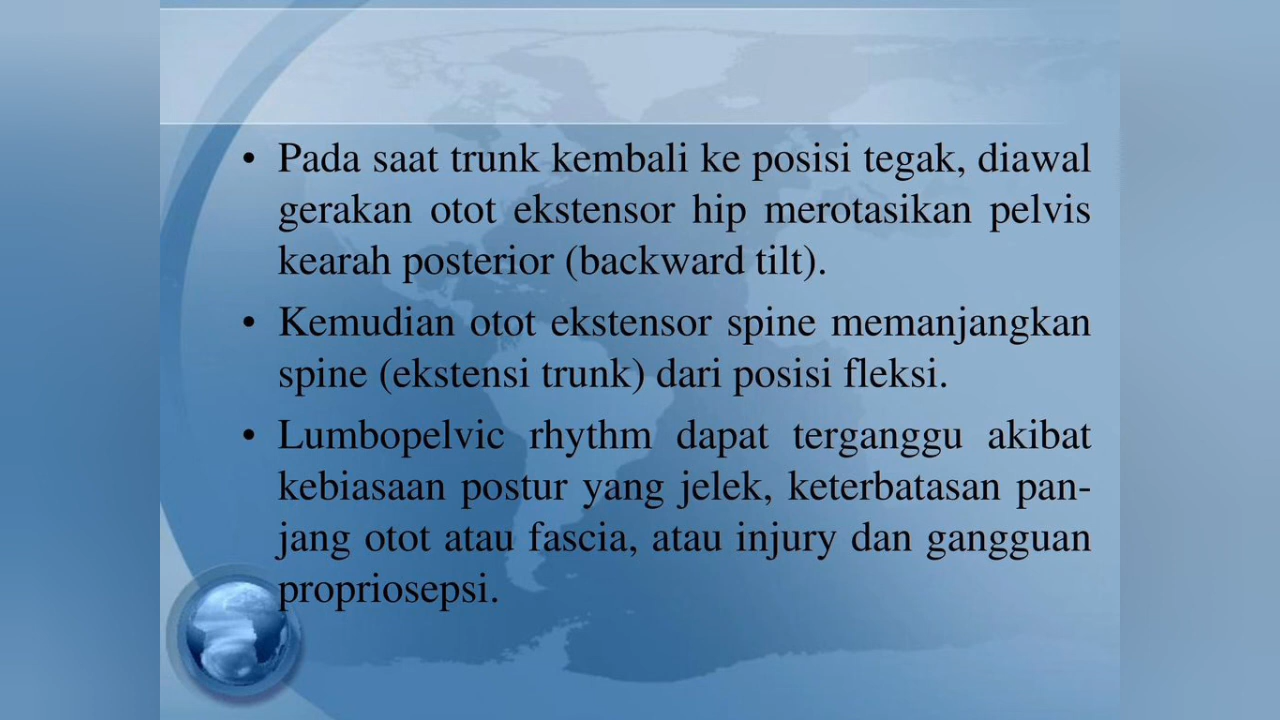 • Pada saat trunk kembali ke posisi tegak, diawal
gerakan otot ekstensor hip merotasikan pelvis
kearah posterior (backward tilt).
• Kemudian otot ekstensor spine memanjangkan
spine (ekstensi trunk) dari posisi fleksi.
• Lumbopelvic rhythm dapat terganggu akibat
kebiasaan postur yang jelek, keterbatasan pan-
jang otot atau fascia, atau injury dan gangguan
propriosepsi.